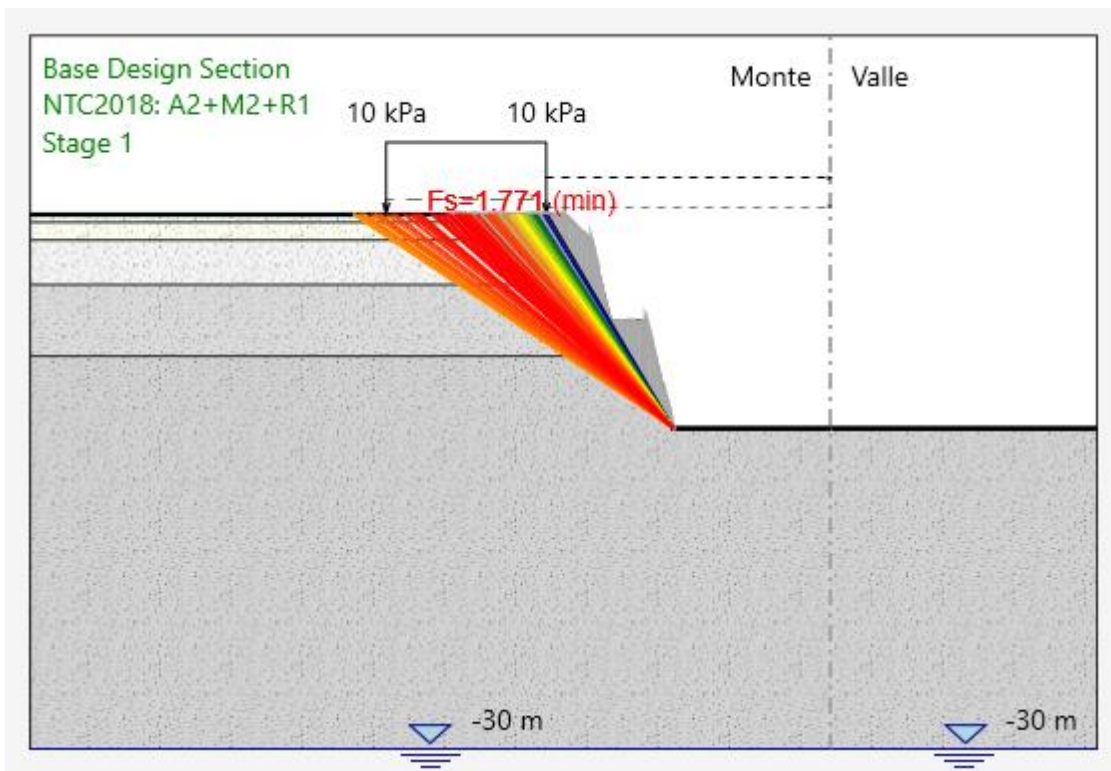 Base Design Section
NTC2018: A2+M2+R1
Stage 1
10 kPa
10 kPa
Monte
Valle
Fs=1.771 (min)
-30 m
-30 m